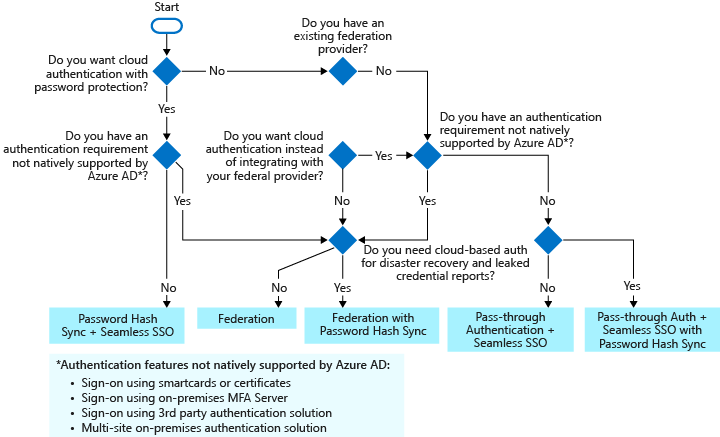 Start
Do you have an
existing federation
provider?
Do you want cloud
authentication with
password protection?
No
No
Yes
Do you have an authentication
requirement not natively
supported by Azure AD*?
Do you have an
authentication requirement
not natively supported by
Azure AD*?
Do you want cloud
authentication instead
of integrating with
your federal provider?
Yes
Yes
No
Yes
No
Do you need cloud-based auth
for disaster recovery and leaked
credential reports?
No
No
Yes
No
Yes
Password Hash
Sync + Seamless SSO
Federation
Federation with
Password Hash Sync
Pass-through
Authentication +
Seamless SSO
Pass-through Auth +
Seamless SSO with
Password Hash Sync
*Authentication features not natively supported by Azure AD:
• Sign-on using smartcards or certificates
• Sign-on using on-premises MFA Server
• Sign-on using 3rd party authentication solution
• Multi-site on-premises authentication solution